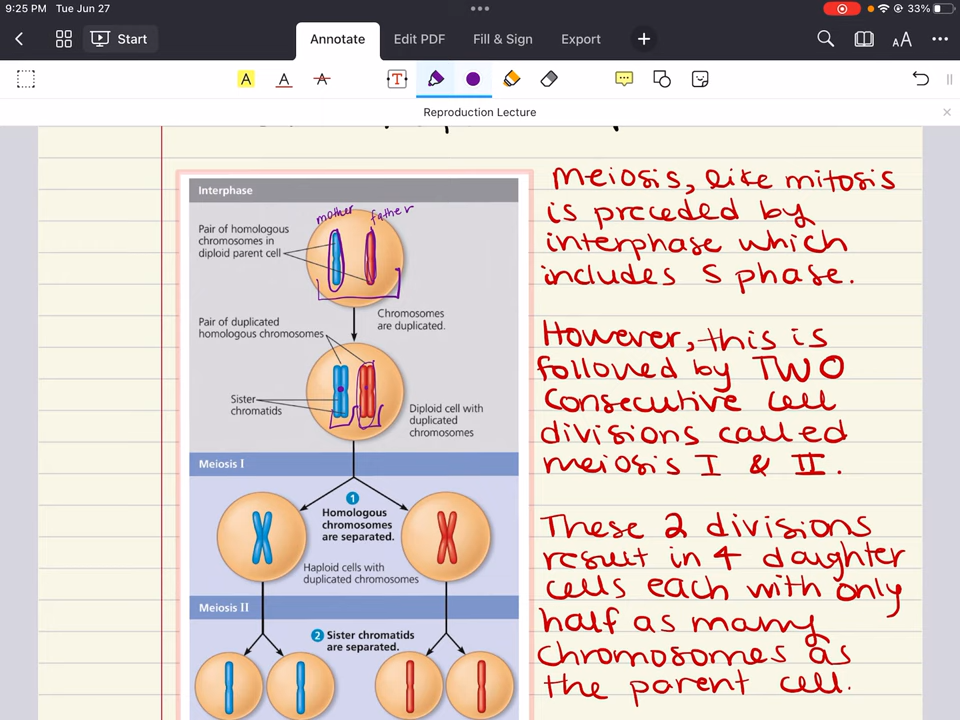 9:25 PM Tue Jun 27
33%
Start
Annotate
Edit PDF
Fill & Sign
Export
Reproduction Lecture
Interphase
mother father
Pair of homologous
chromosomes in
diploid parent cell
Chromosomes
are duplicated.
Pair of duplicated
homologous chromosomes
Sister
chromatids
Diploid cell with
duplicated
chromosomes
Meiosis I
1
Homologous
chromosomes
are separated.
Haploid cells with
duplicated chromosomes
Meiosis II
2 Sister chromatids
are separated.
Meiosis, like mitosis
is preceded by
interphase which
includes S phase.
However, this is
followed by TWO
consecutive cell
divisions called
meiosis I & II.
These 2 divisions
result in 4 daughter
cells each with only
half as many
chromosomes as
the parent cell.